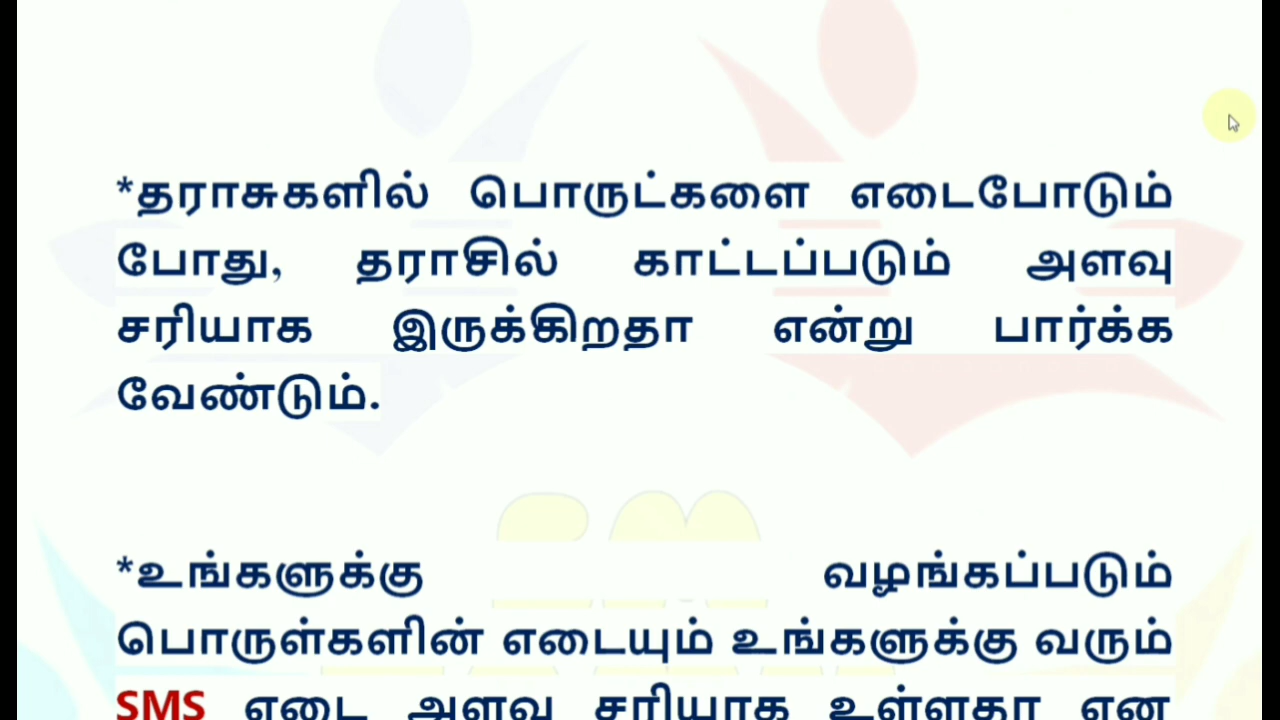 *தராசுகளில் பொருட்களை எடைபோடும்
போது, தராசில் காட்டப்படும் அளவு
சரியாக இருக்கிறதா என்று பார்க்க
வேண்டும்.
*உங்களுக்கு வழங்கப்படும்
பொருள்களின் எடையும் உங்களுக்கு வரும்
SMS எடை அளவு சரியாக உள்ளதா என